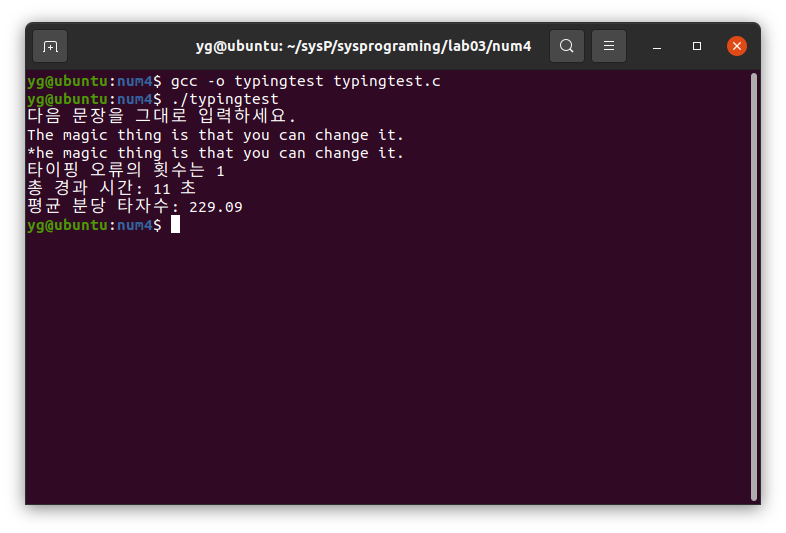 yg@ubuntu: ~/sysP/sysprograming/lab03/num4
yg@ubuntu:num4$ gcc -o typingtest typingtest.c
yg@ubuntu:num4$ ./typingtest
다음 문장을 그대로 입력하세요.
The magic thing is that you can change it.
*he magic thing is that you can change it.
타이핑 오류의 횟수는 1
총 경과 시간: 11 초
평균 분당 타자수: 229.09
yg@ubuntu:num4$